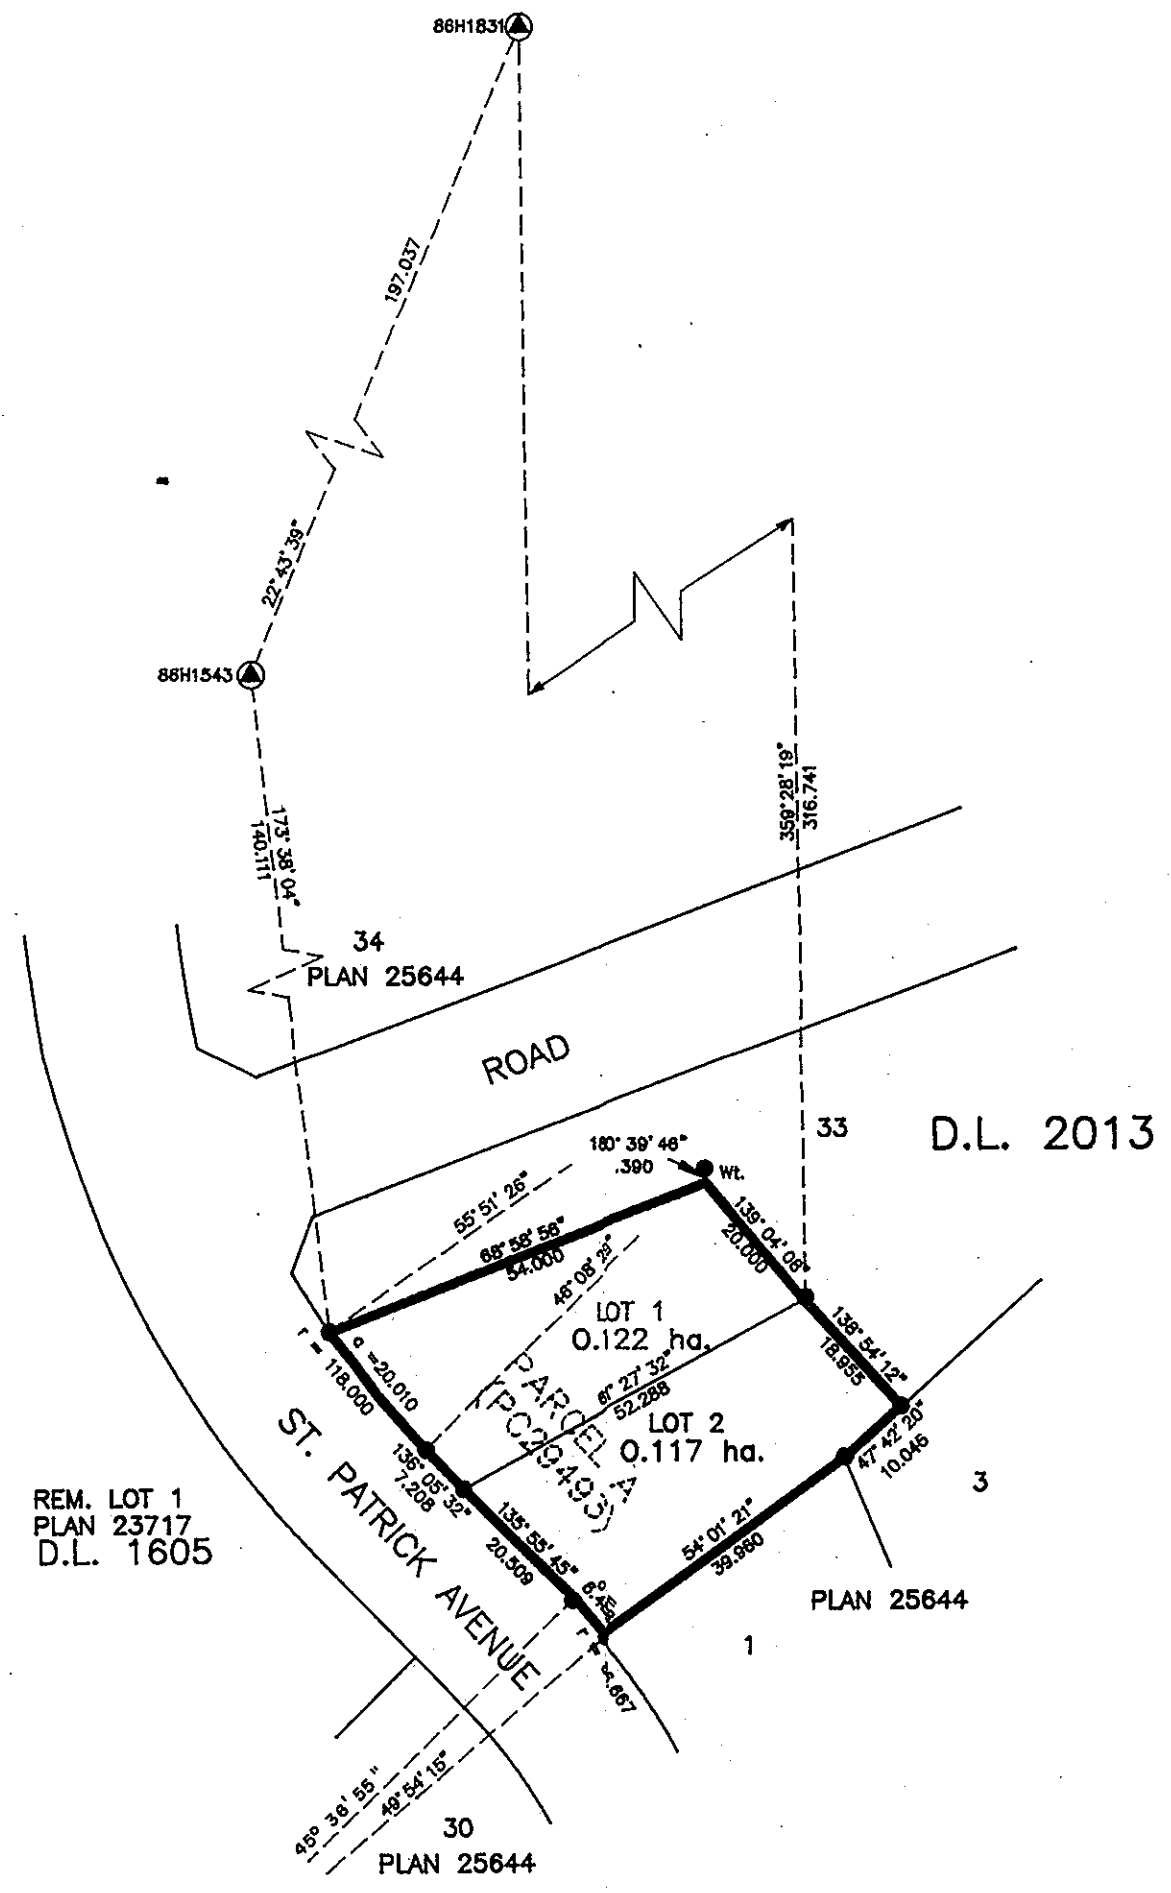 86H1831
197.037
22° 43' 39"
86H1543
359° 28' 19"
316.741
173° 38' 04"
140.111
34
PLAN 25644
ROAD
33
D.L. 2013
180° 39' 46"
.390
Wt.
55° 51' 26"
68° 58' 56"
54.000
139° 04' 08"
20.000
46° 08' 29"
LOT 1
0.122 ha.
138° 54' 12"
18.955
r = 118.000
a = 20.010
61° 27' 32"
52.288
PARCEL A
(PC29493)
LOT 2
0.117 ha.
47° 42' 20"
10.046
136° 05' 32"
7.208
ST. PATRICK AVENUE
3
REM. LOT 1
PLAN 23717
D.L. 1605
135° 55' 45"
20.509
54° 01' 21"
39.960
PLAN 25644
1
45° 36' 55"
49° 54' 15"
30
PLAN 25644